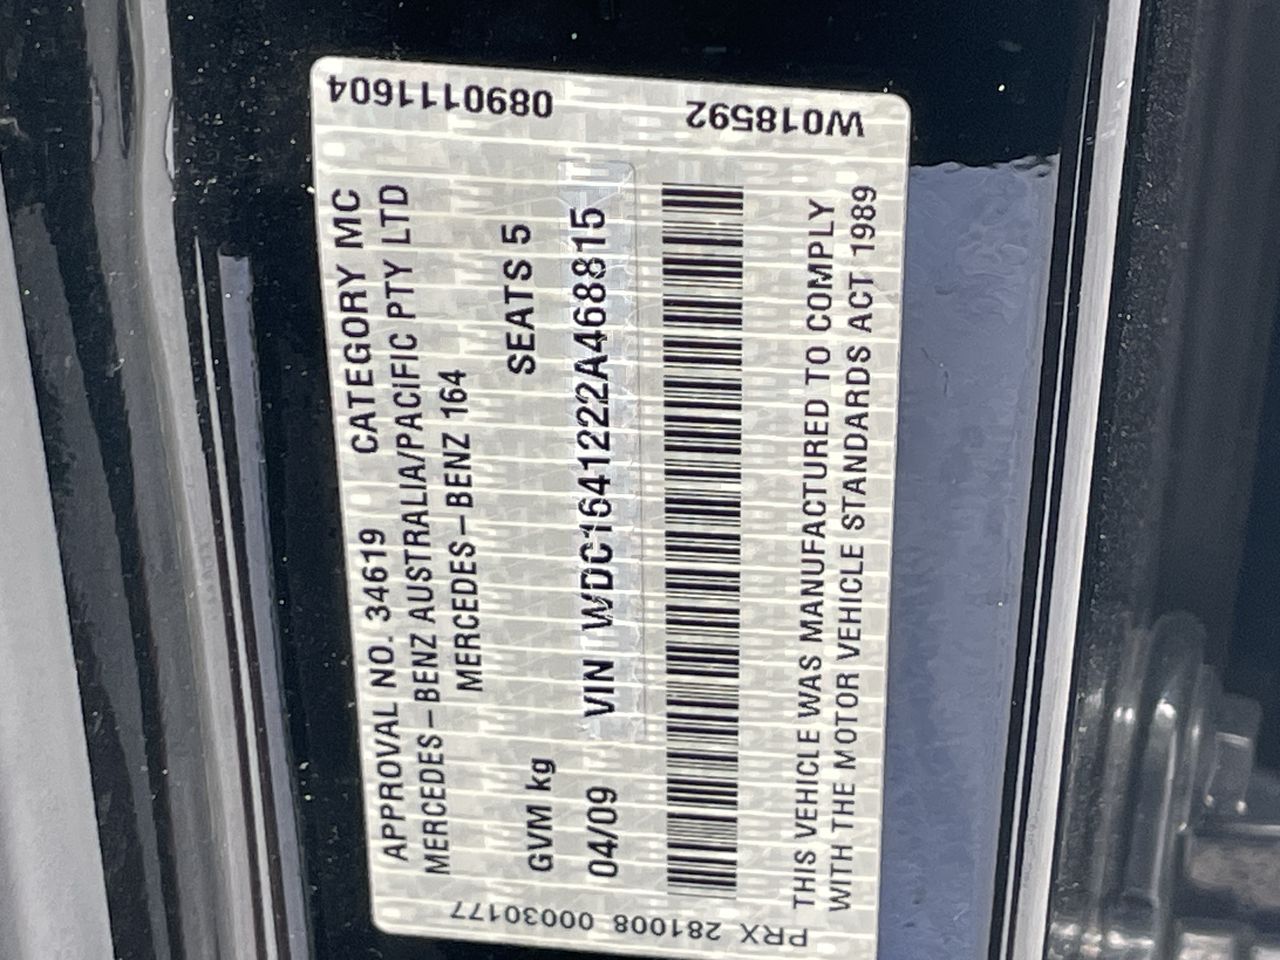 APPROVAL NO. 34619 CATEGORY MC
MERCEDES-BENZ AUSTRALIA/PACIFIC PTY LTD
MERCEDES-BENZ 164
GVM kg SEATS 5
04/09 VIN WDC1641222A468815
THIS VEHICLE WAS MANUFACTURED TO COMPLY
WITH THE MOTOR VEHICLE STANDARDS ACT 1989
0890111604
W018592
PRX 281008 00030177